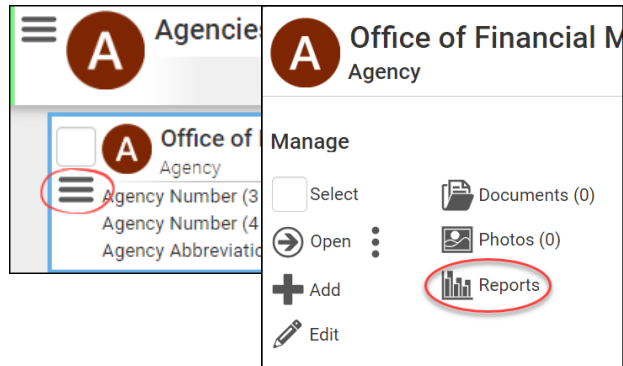 A
Agencies
A
Office of
Agency
Agency Number (3
Agency Number (4
Agency Abbreviatio
A
Office of Financial M
Agency
Manage
Select
Documents (0)
Open
Photos (0)
Add
Reports
Edit